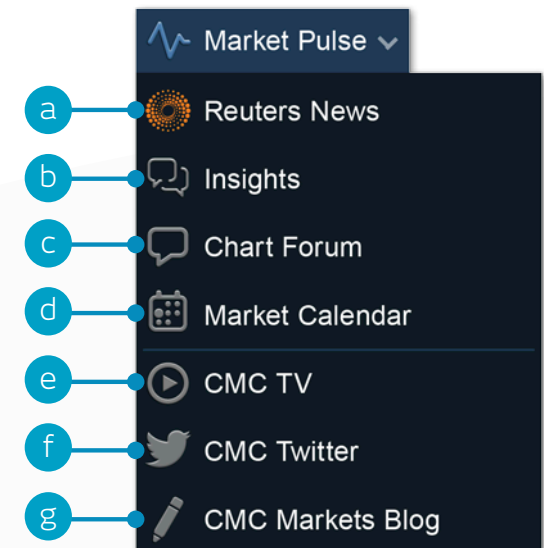 Market Pulse
a Reuters News
b Insights
c Chart Forum
d Market Calendar
e CMC TV
f CMC Twitter
g CMC Markets Blog